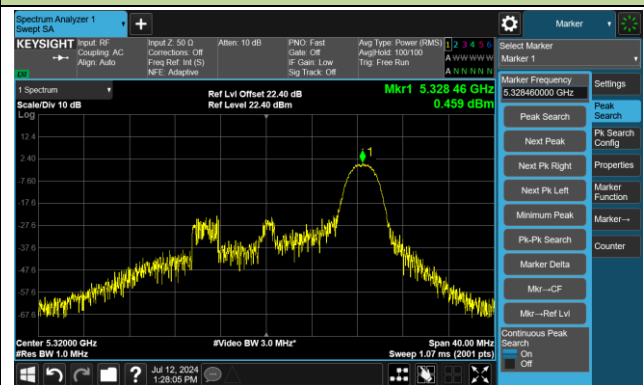 Spectrum Analyzer 1
Swept SA
Marker
KEYSIGHT
Input: RF
Coupling: AC
Align: Auto
Input Z: 50 Ω
Corrections: Off
Freq Ref: Int (S)
NFE: Adaptive
Atten: 10 dB
PNO: Fast
Gate: Off
IF Gain: Low
Sig Track: Off
Avg Type: Power (RMS)
Avg|Hold: 100/100
Trig: Free Run
1 2 3 4 5 6
A W W W W W
A N N N N N
Select Marker
Marker 1
1 Spectrum
Scale/Div 10 dB
Log
Ref Lvl Offset 22.40 dB
Ref Level 22.40 dBm
Mkr1 5.328 46 GHz
0.459 dBm
1
12.4
2.40
-7.60
-17.6
-27.6
-37.6
-47.6
-57.6
-67.6
Center 5.32000 GHz
#Res BW 1.0 MHz
#Video BW 3.0 MHz*
Span 40.00 MHz
Sweep 1.07 ms (2001 pts)
Marker Frequency
5.328460000 GHz
Peak Search
Next Peak
Next Pk Right
Next Pk Left
Minimum Peak
Pk-Pk Search
Marker Delta
Mkr→CF
Mkr→Ref Lvl
Continuous Peak
Search
On
Off
Settings
Peak
Search
Pk Search
Config
Properties
Marker
Function
Marker→
Counter
Jul 12, 2024
1:28:05 PM